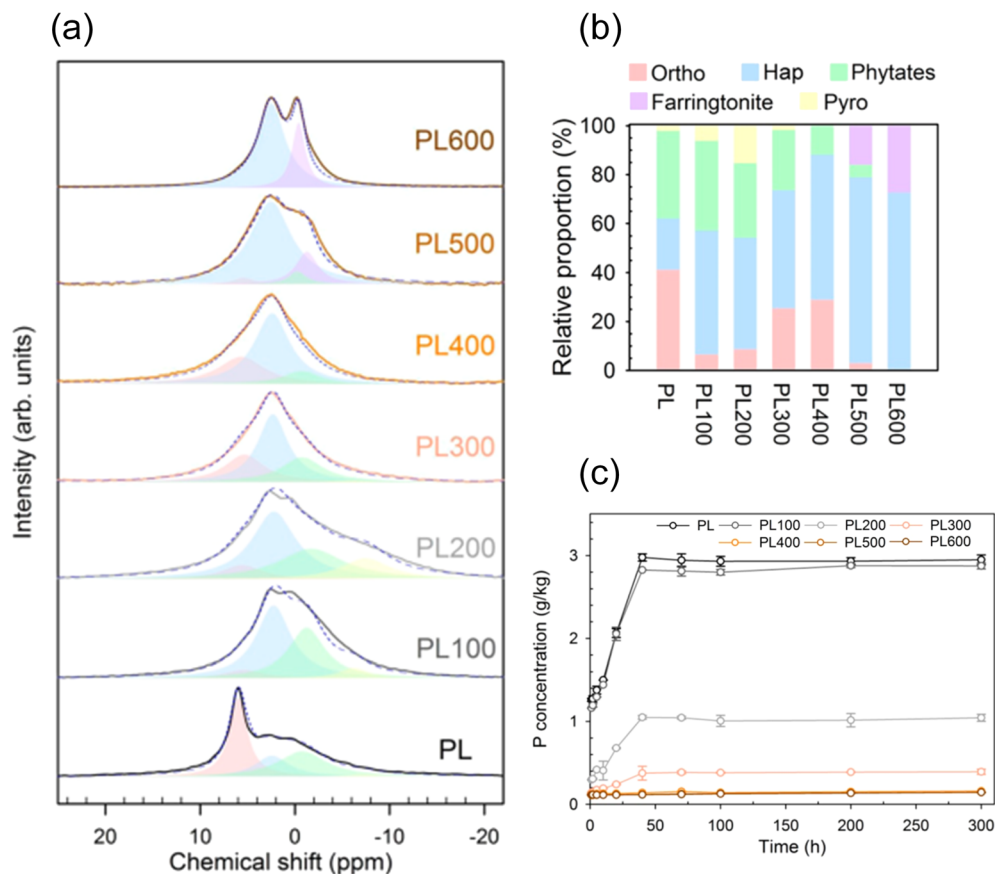 (a)
PL600
PL500
PL400
PL300
PL200
PL100
PL
Intensity (arb. units)
20 10 0 -10 -20
Chemical shift (ppm)
(b)
Ortho Hap Phytates
Farringtonite Pyro
Relative proportion (%)
100
80
60
40
20
0
PL PL100 PL200 PL300 PL400 PL500 PL600
(c)
PL PL100 PL200 PL300
PL400 PL500 PL600
P concentration (g/kg)
3
2
1
0
0 50 100 150 200 250 300
Time (h)